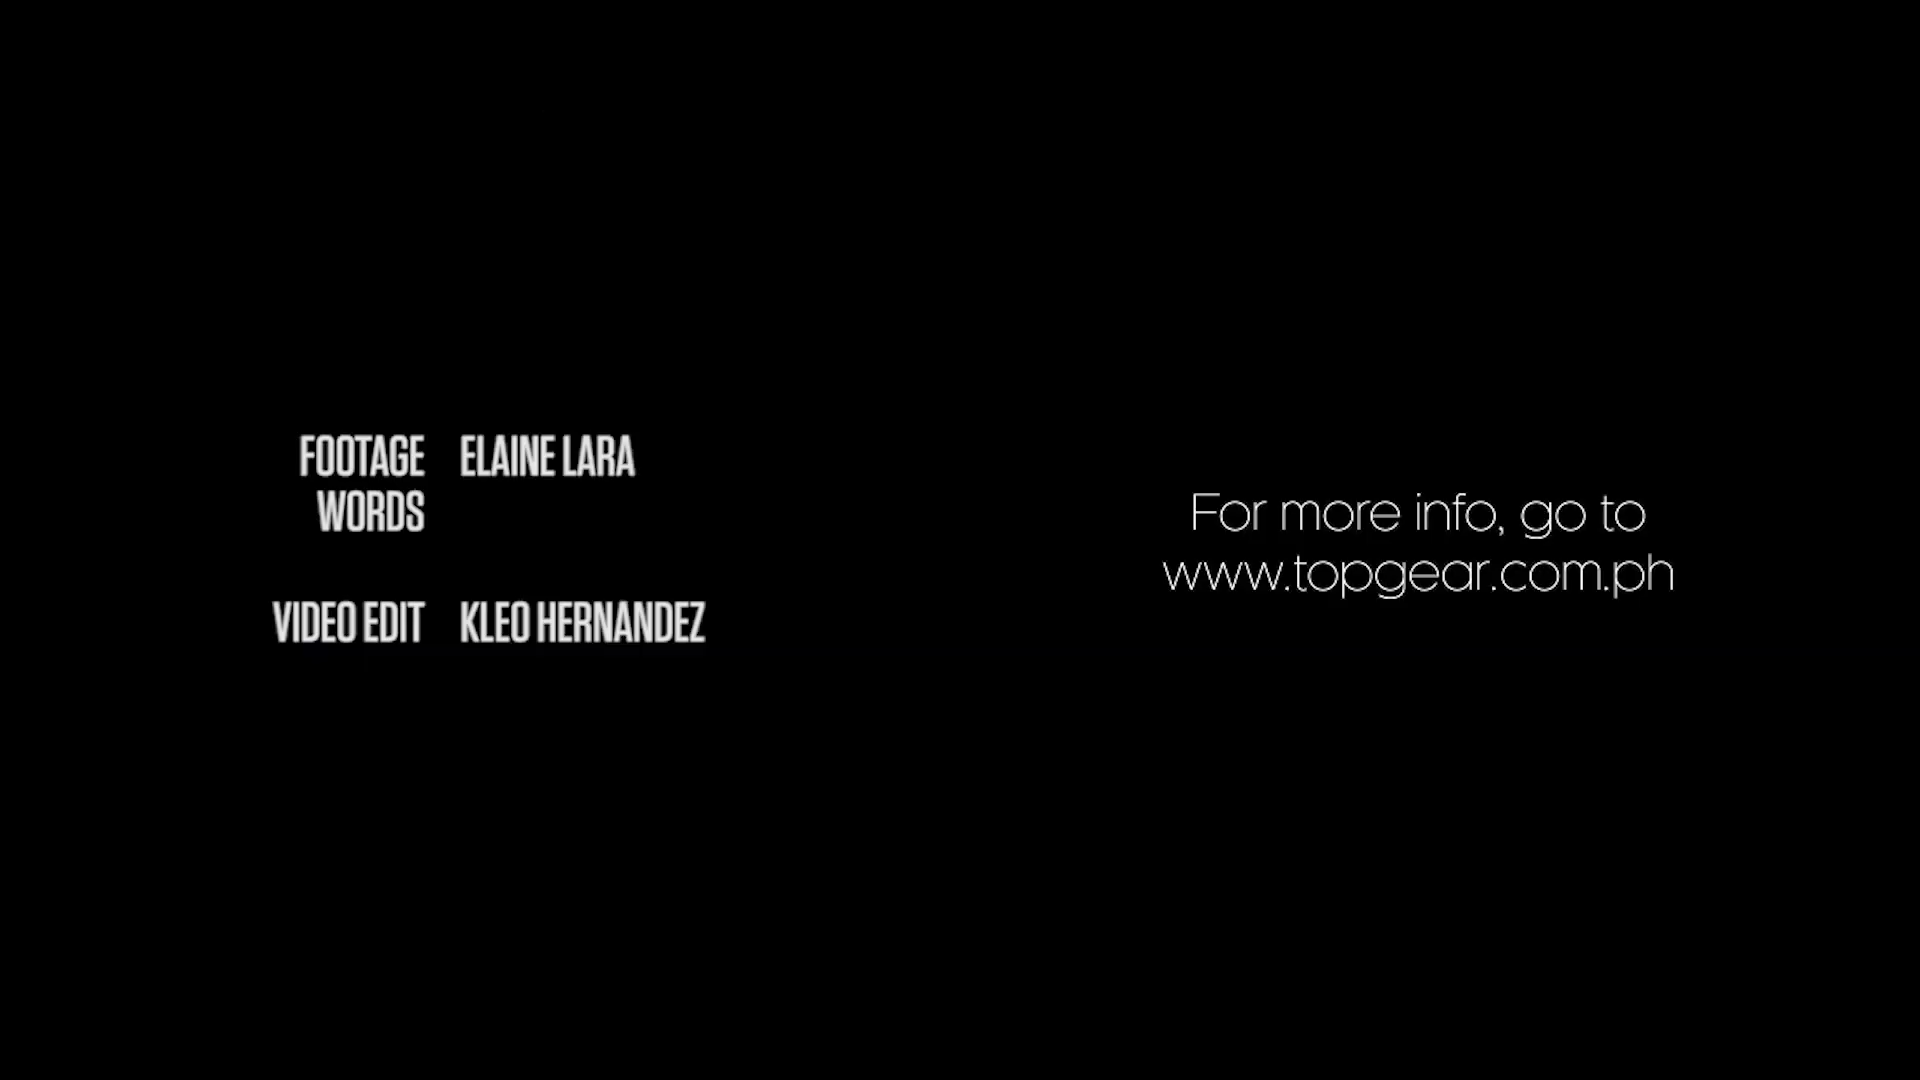 FOOTAGE ELAINE LARA
WORDS
VIDEO EDIT KLEO HERNANDEZ
For more info, go to
www.topgear.com.ph